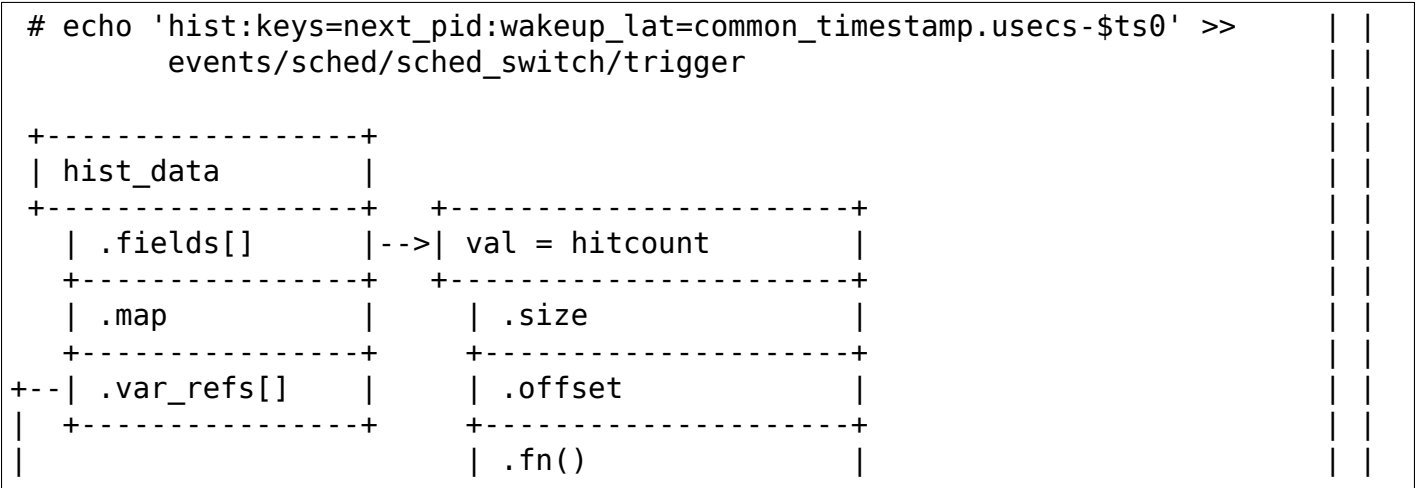 # echo 'hist:keys=next_pid:wakeup_lat=common_timestamp.usecs-$ts0' >>       | |
         events/sched/sched_switch/trigger                                  | |
                                                                            | |
 +------------------+                                                       | |
 | hist_data        |                                                       | |
 +------------------+   +-----------------------+                           | |
   | .fields[]      |-->| val = hitcount        |                           | |
   +----------------+   +-----------------------+                           | |
   | .map           |     | .size               |                           | |
   +----------------+     +---------------------+                           | |
+--| .var_refs[]    |     | .offset             |                           | |
|  +----------------+     +---------------------+                           | |
|                         | .fn()               |                           | |